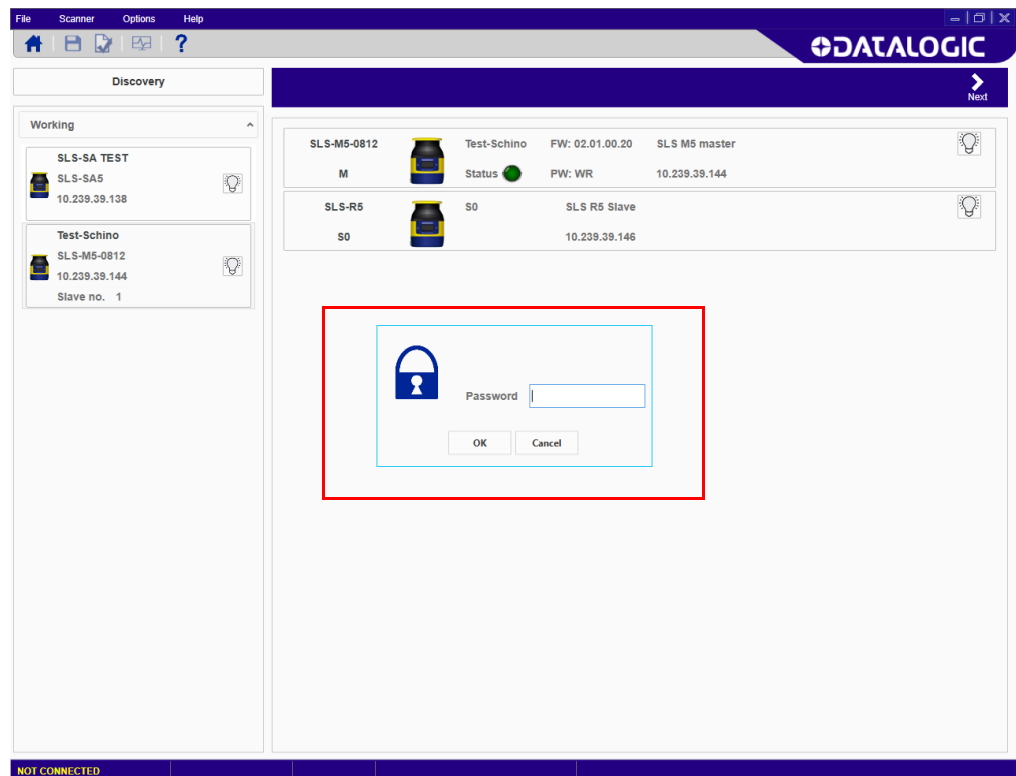 File Scanner Options Help
DATALOGIC
Discovery
Next
Working
SLS-SA TEST
SLS-SA5
10.239.39.138
Test-Schino
SLS-M5-0812
10.239.39.144
Slave no. 1
SLS-M5-0812 Test-Schino FW: 02.01.00.20 SLS M5 master
M Status PW: WR 10.239.39.144
SLS-R5 S0 SLS R5 Slave
S0 10.239.39.146
Password
OK Cancel
NOT CONNECTED